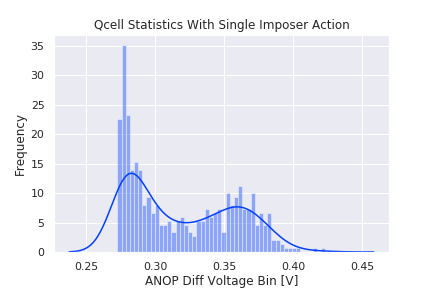 Qcell Statistics With Single Imposer Action
35
30
25
20
15
10
5
0
Frequency
0.25 0.30 0.35 0.40 0.45
ANOP Diff Voltage Bin [V]